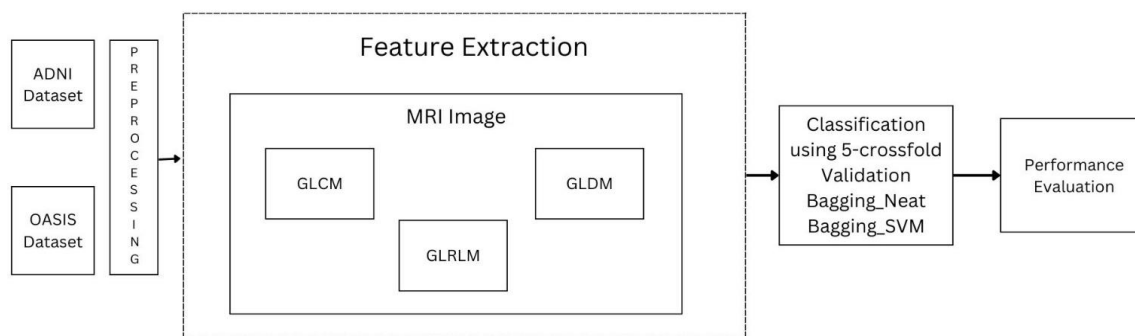 ADNI
Dataset
OASIS
Dataset
PREPROCESSING
Feature Extraction
MRI Image
GLCM
GLDM
GLRLM
Classification
using 5-crossfold
Validation
Bagging_Neat
Bagging_SVM
Performance
Evaluation